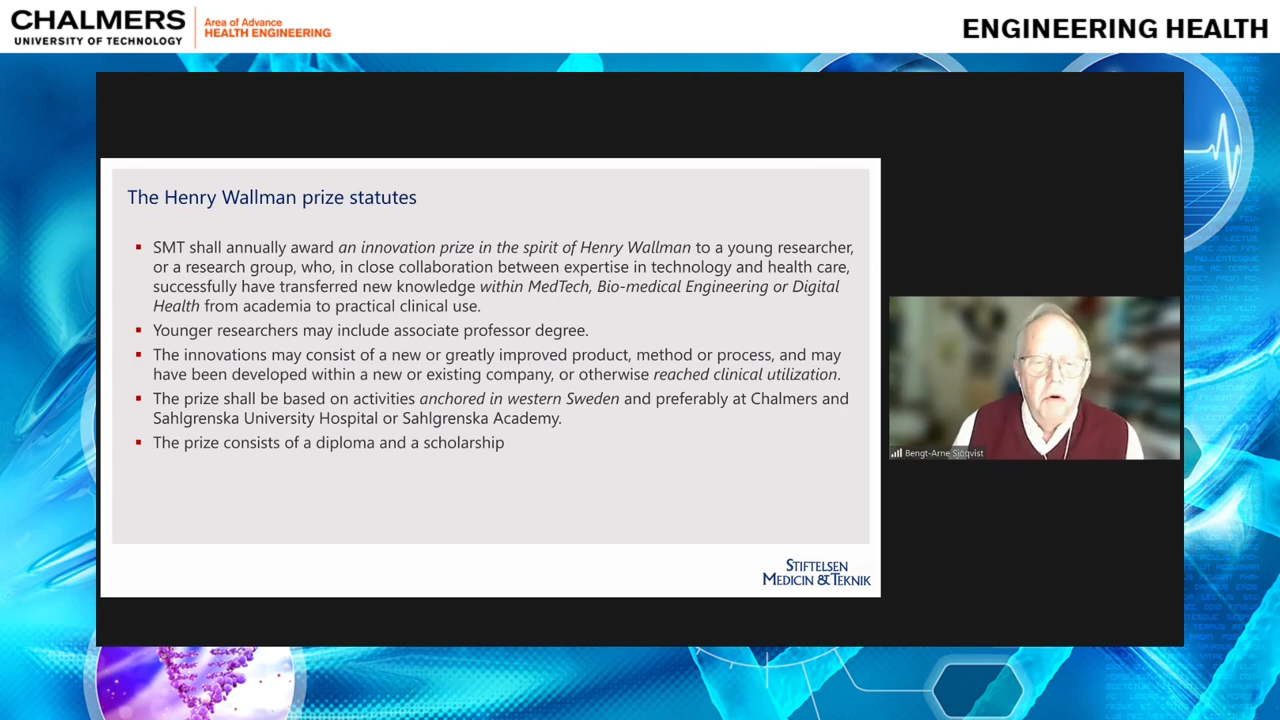 CHALMERS
UNIVERSITY OF TECHNOLOGY
Area of Advance
HEALTH ENGINEERING
ENGINEERING HEALTH
The Henry Wallman prize statutes
▪ SMT shall annually award an innovation prize in the spirit of Henry Wallman to a young researcher,
or a research group, who, in close collaboration between expertise in technology and health care,
successfully have transferred new knowledge within MedTech, Bio-medical Engineering or Digital
Health from academia to practical clinical use.
▪ Younger researchers may include associate professor degree.
▪ The innovations may consist of a new or greatly improved product, method or process, and may
have been developed within a new or existing company, or otherwise reached clinical utilization.
▪ The prize shall be based on activities anchored in western Sweden and preferably at Chalmers and
Sahlgrenska University Hospital or Sahlgrenska Academy.
▪ The prize consists of a diploma and a scholarship
STIFTELSEN
MEDICIN & TEKNIK
Bengt-Arne Sjöqvist